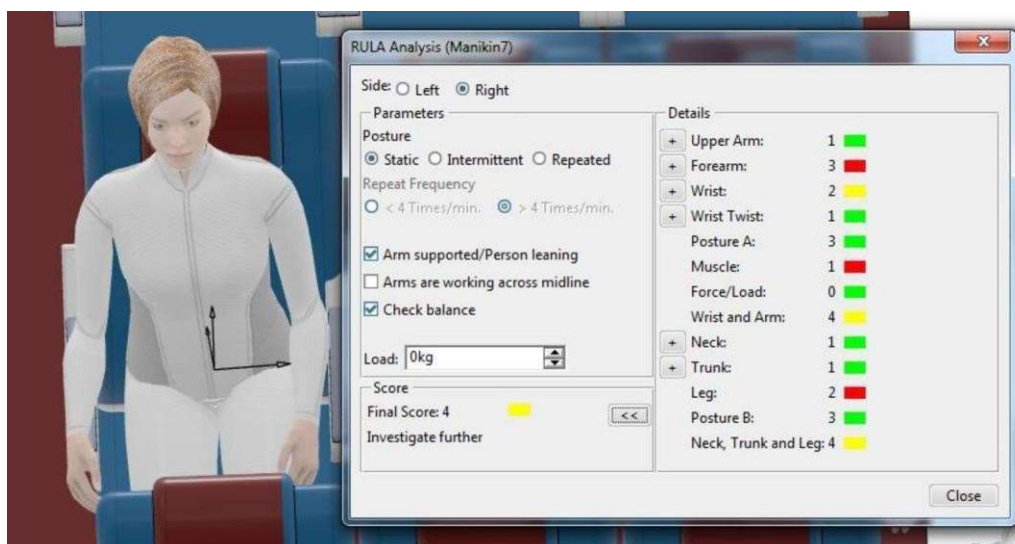 RULA Analysis (Manikin7)
Side: Left Right
Parameters
Posture
Static Intermittent Repeated
Repeat Frequency
< 4 Times/min. > 4 Times/min.
Arm supported/Person leaning
Arms are working across midline
Check balance
Load: 0kg
Score
Final Score: 4
<<
Investigate further
Details
+ Upper Arm: 1
+ Forearm: 3
+ Wrist: 2
+ Wrist Twist: 1
Posture A: 3
Muscle: 1
Force/Load: 0
Wrist and Arm: 4
+ Neck: 1
+ Trunk: 1
Leg: 2
Posture B: 3
Neck, Trunk and Leg: 4
Close